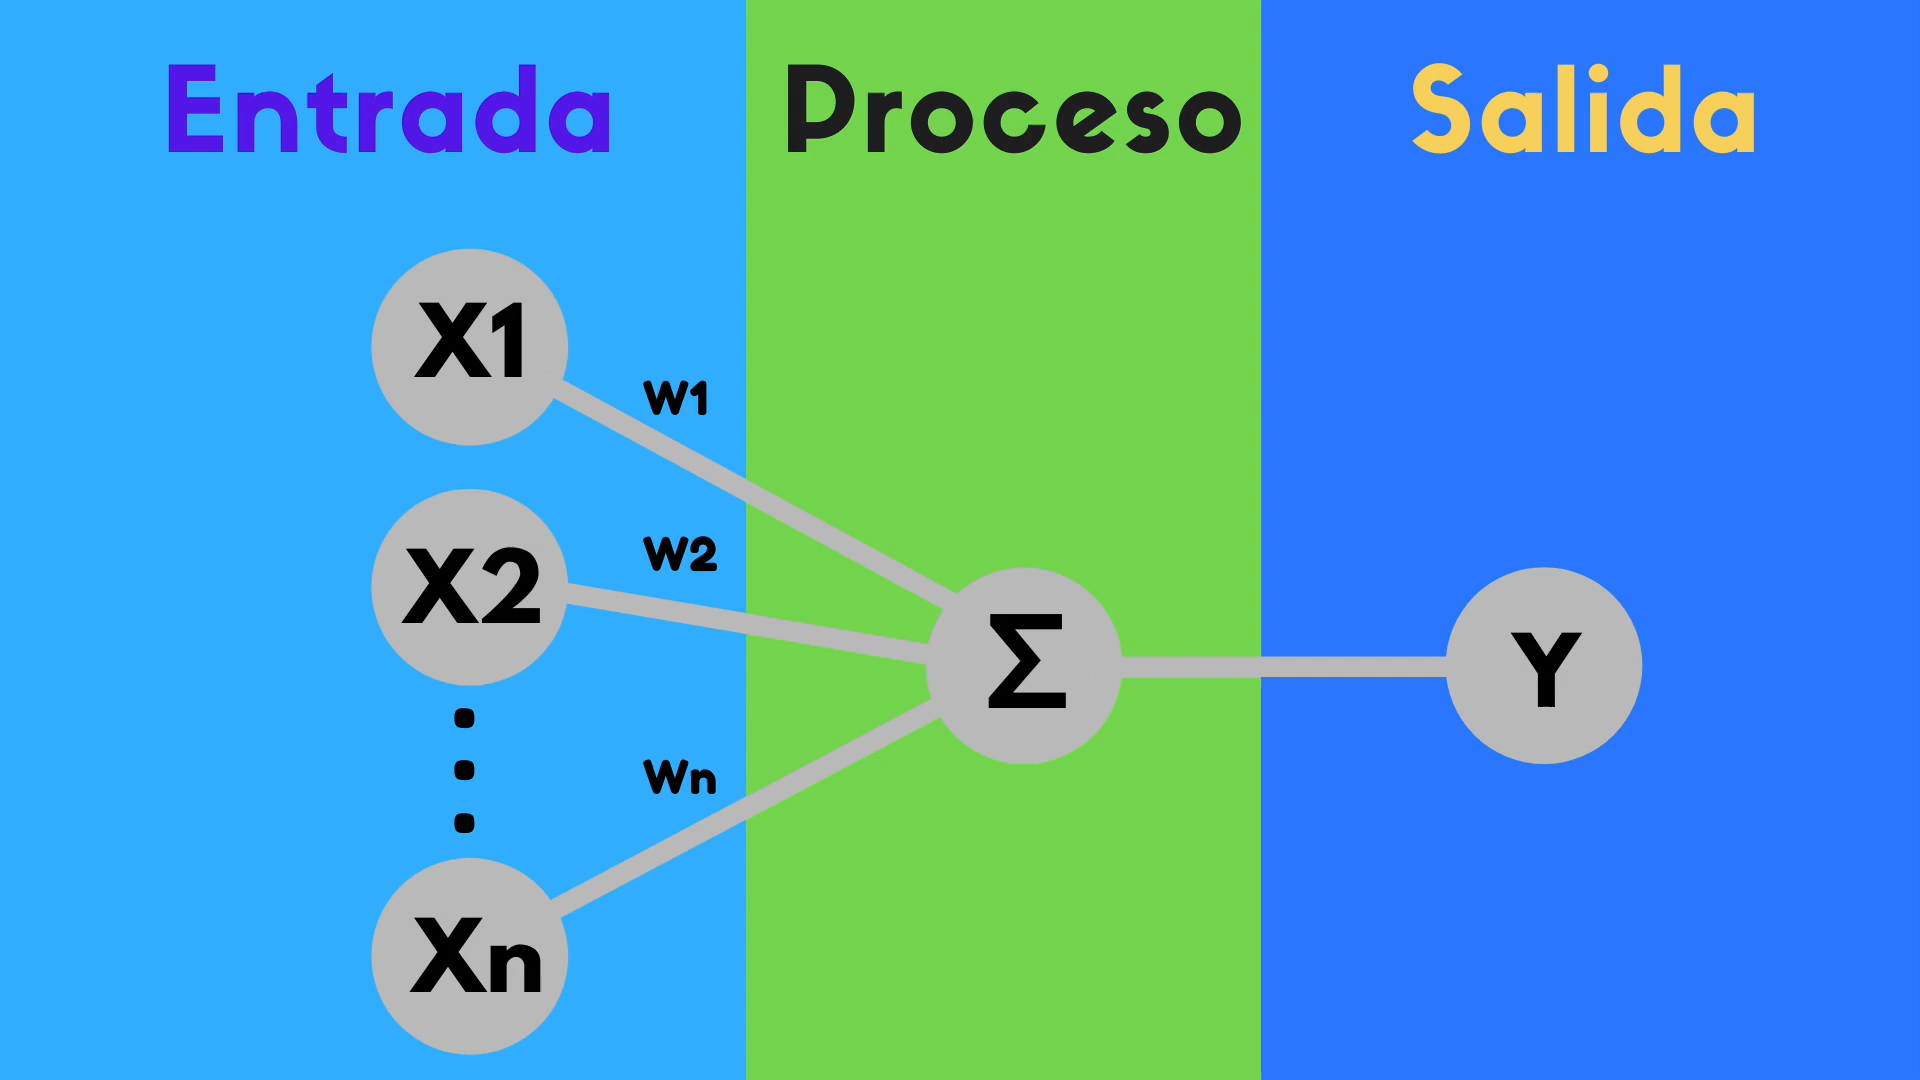 Entrada Proceso Salida
X1
W1
X2
W2
Σ
Y
Wn
Xn